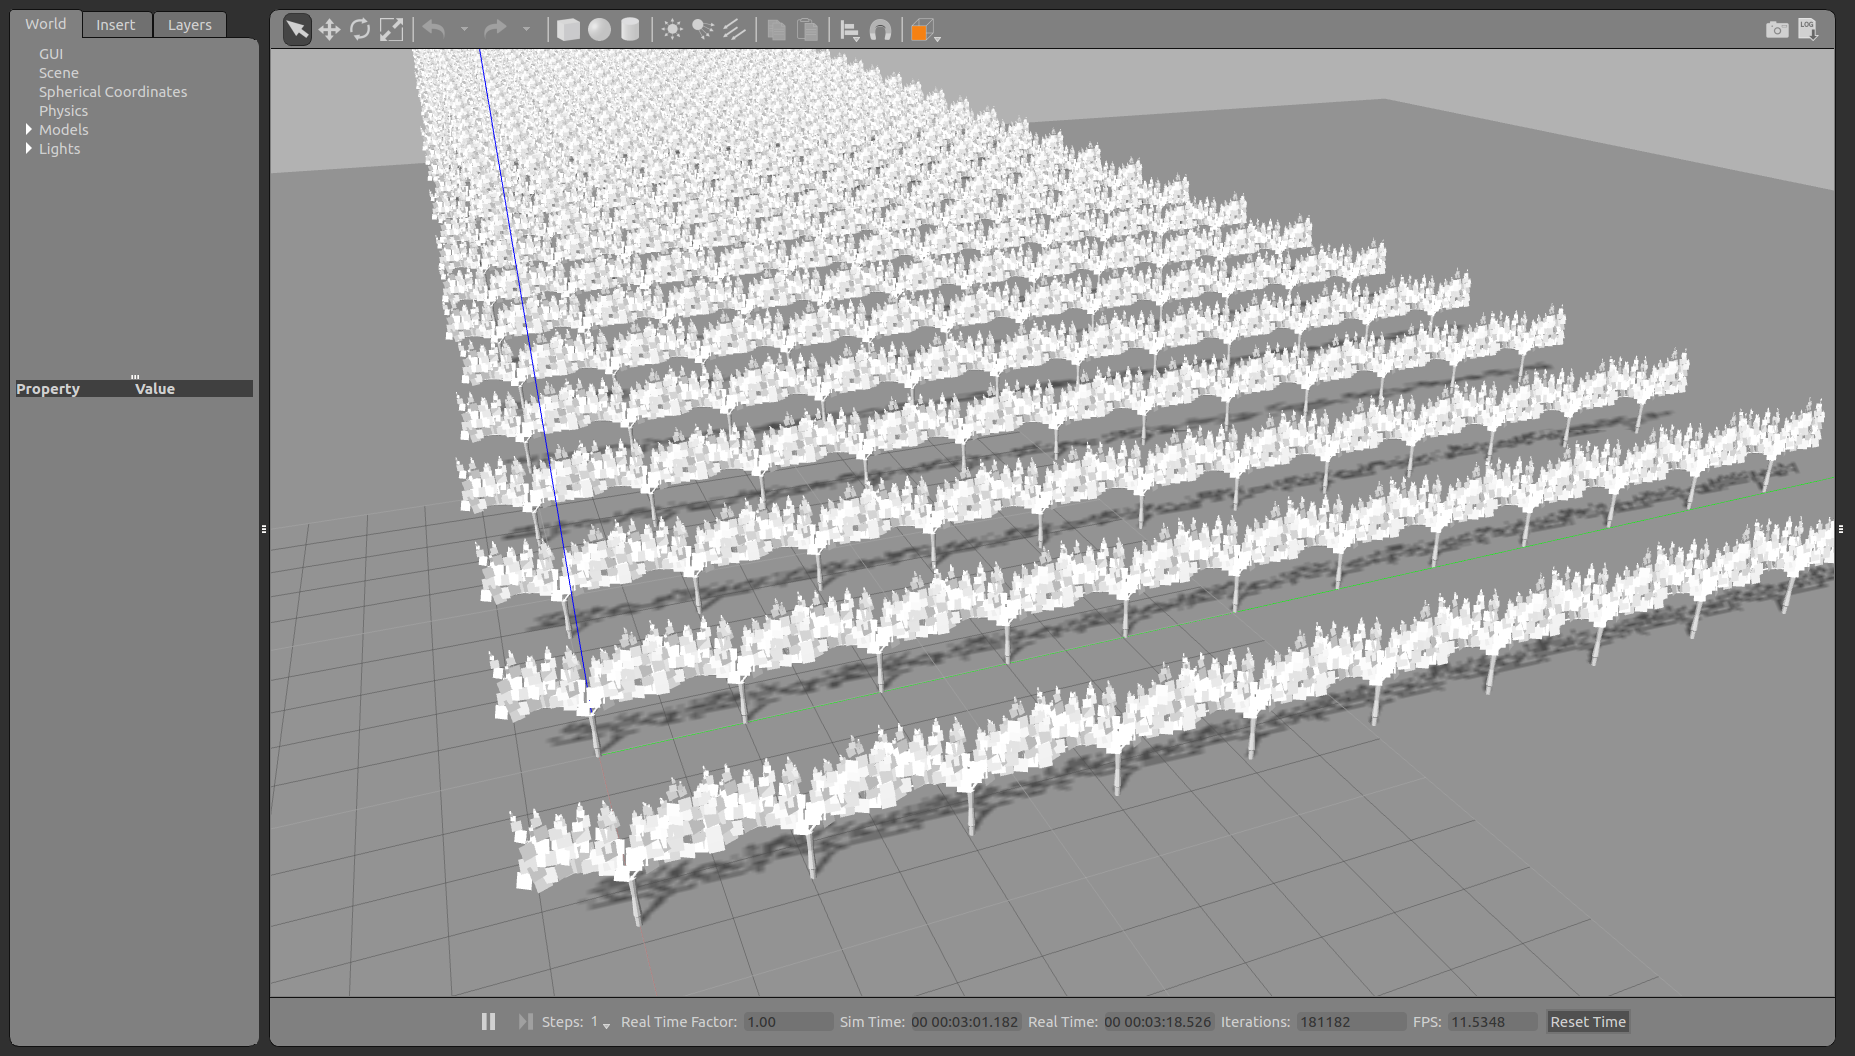 World Insert Layers
GUI
Scene
Spherical Coordinates
Physics
Models
Lights
Property Value
LOG
Steps: 1 Real Time Factor: 1.00 Sim Time: 00 00:03:01.182 Real Time: 00 00:03:18.526 Iterations: 181182 FPS: 11.5348 Reset Time